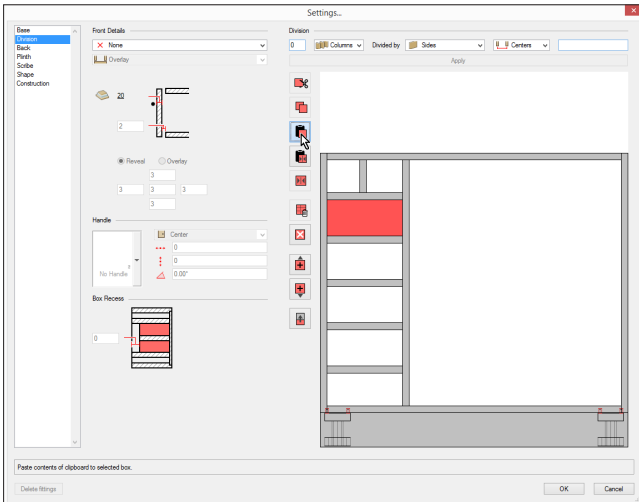 Settings...
Base
Division
Back
Plinth
Scribe
Shape
Construction
Front Details
None
Overlay
20
2
Reveal Overlay
3
3 3 3
3
Handle
No Handle
Center
0
0
0.00°
Box Recess
0
Division
0 Columns Divided by Sides Centers
Apply
Paste contents of clipboard to selected box.
Delete fittings
OK Cancel